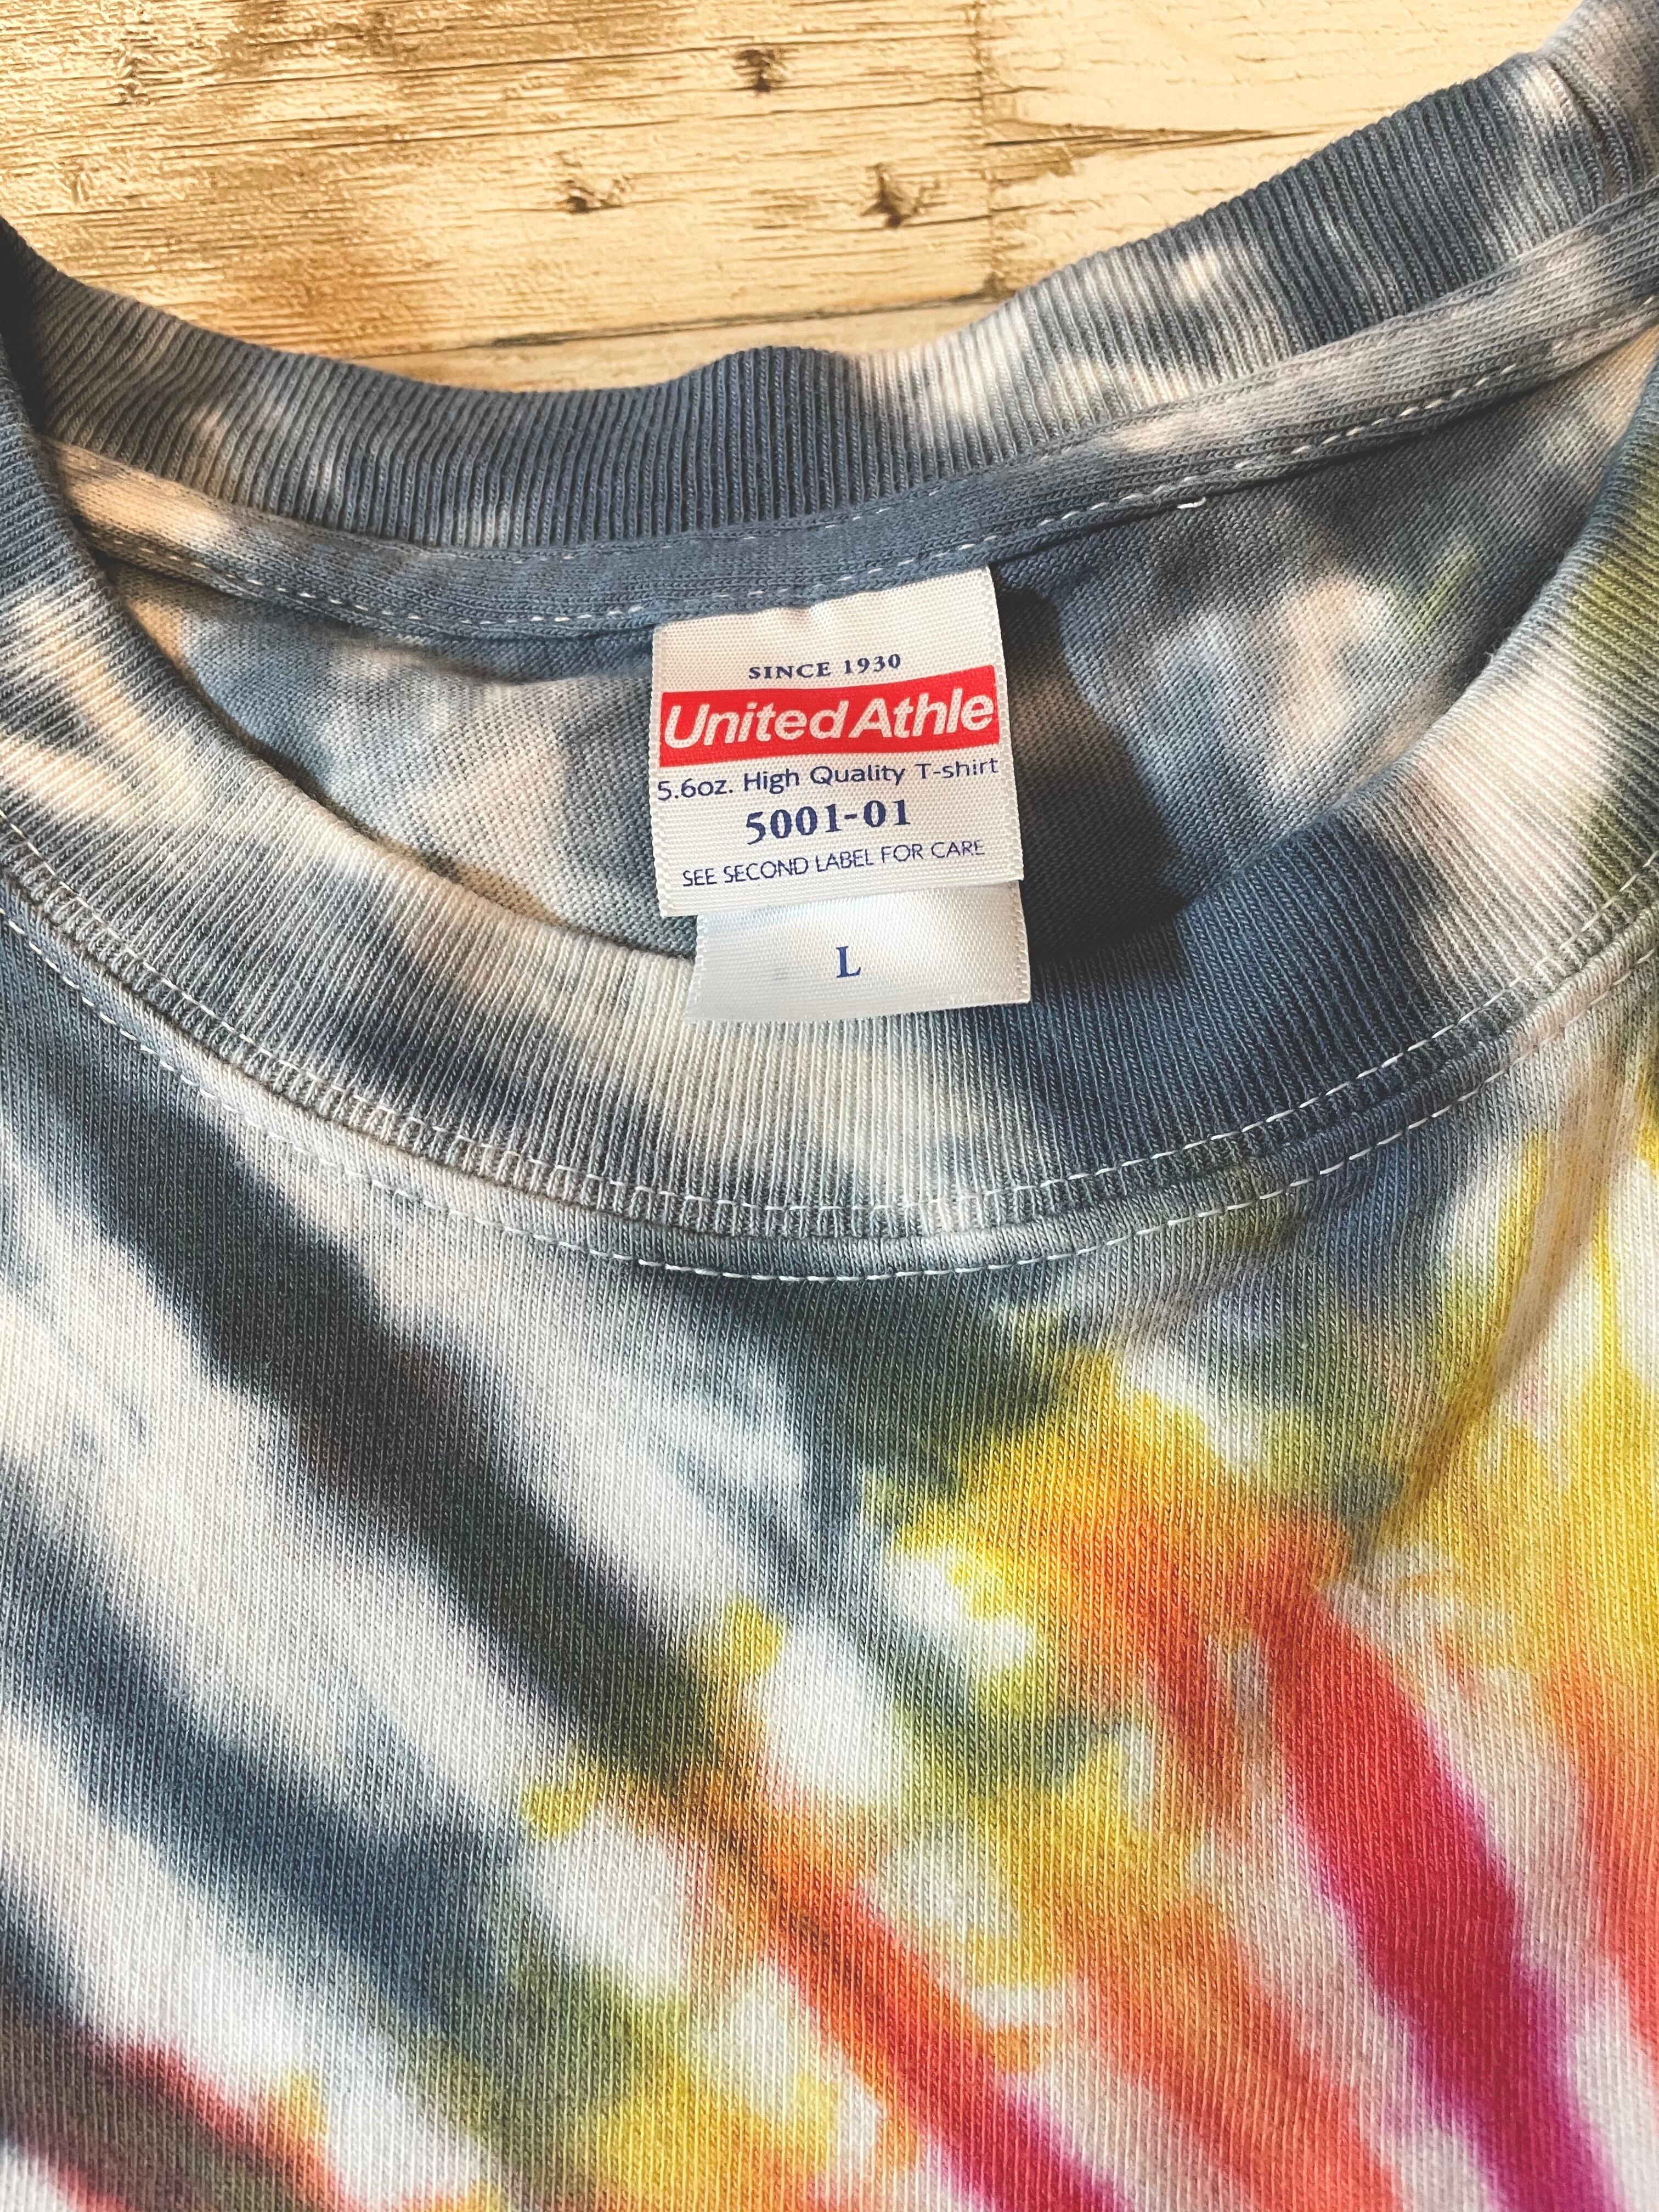 SINCE 1930
United Athle
5.6oz. High Quality T-shirt
5001-01
SEE SECOND LABEL FOR CARE
L